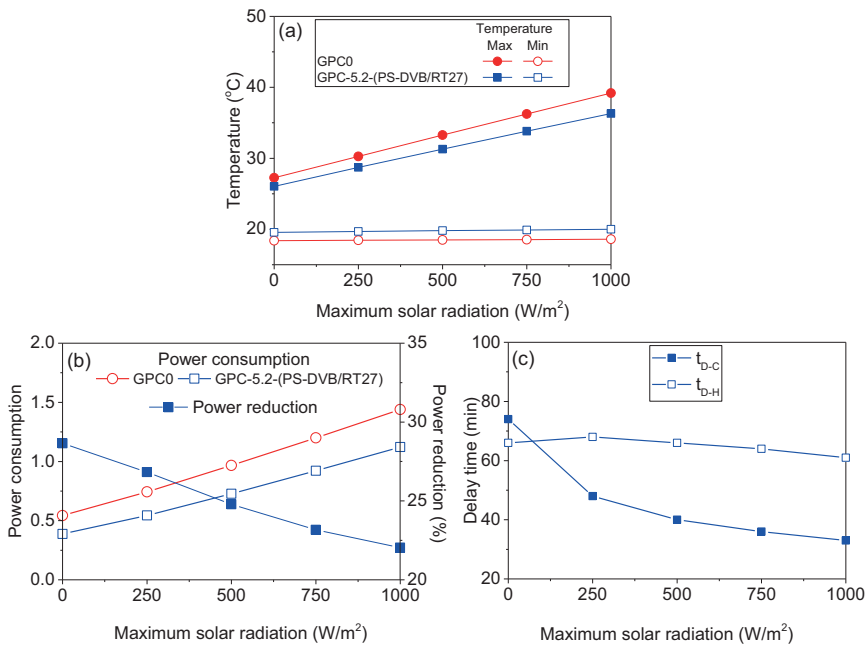 (a)
Temperature
Max Min
GPC0
GPC-5.2-(PS-DVB/RT27)
50
40
30
20
Temperature (°C)
0 250 500 750 1000
Maximum solar radiation (W/m²)
(b)
Power consumption
GPC0 GPC-5.2-(PS-DVB/RT27)
Power reduction
2.0
1.5
1.0
0.5
0.0
Power consumption
35
30
25
20
Power reduction
(%)
0 250 500 750 1000
Maximum solar radiation (W/m²)
(c)
t_D-C
t_D-H
100
80
60
40
20
Delay time (min)
0 250 500 750 1000
Maximum solar radiation (W/m²)